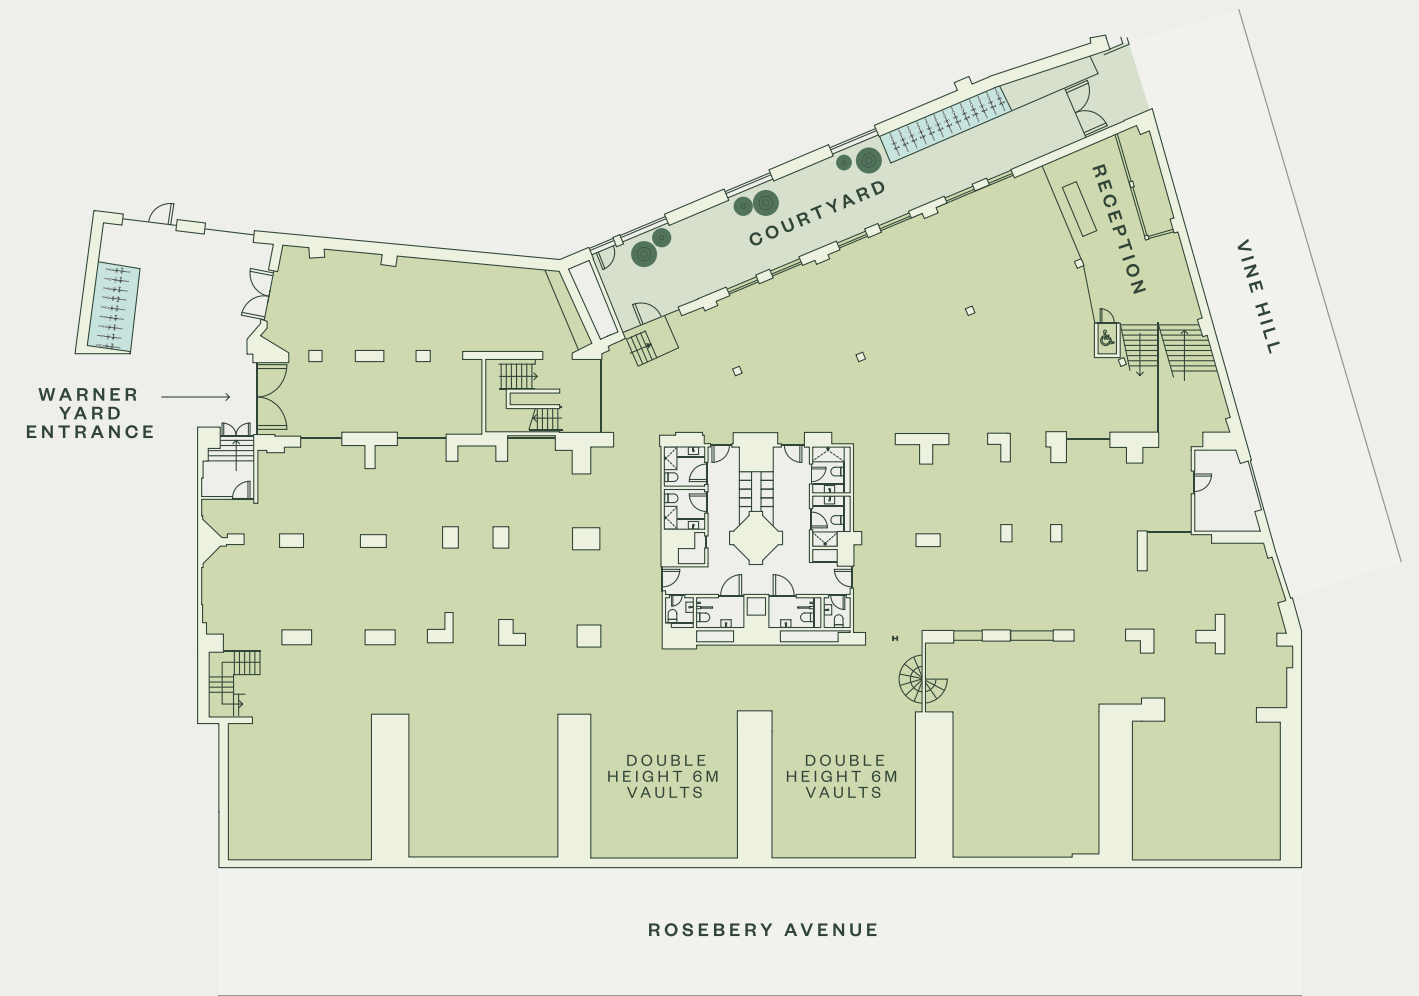 COURTYARD
RECEPTION
VINE HILL
WARNER
YARD
ENTRANCE
DOUBLE
HEIGHT 6M
VAULTS
DOUBLE
HEIGHT 6M
VAULTS
ROSEBERY AVENUE